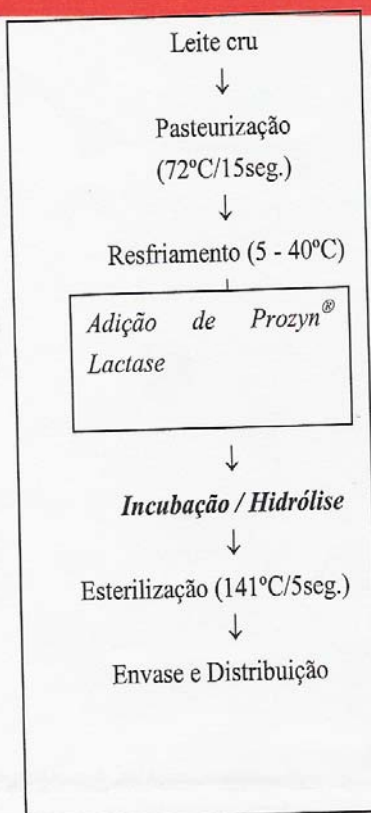 Leite cru
↓
Pasteurização
(72ºC/15seg.)
↓
Resfriamento (5 - 40ºC)
Adição de Prozyn®
Lactase
↓
Incubação / Hidrólise
↓
Esterilização (141ºC/5seg.)
↓
Envase e Distribuição